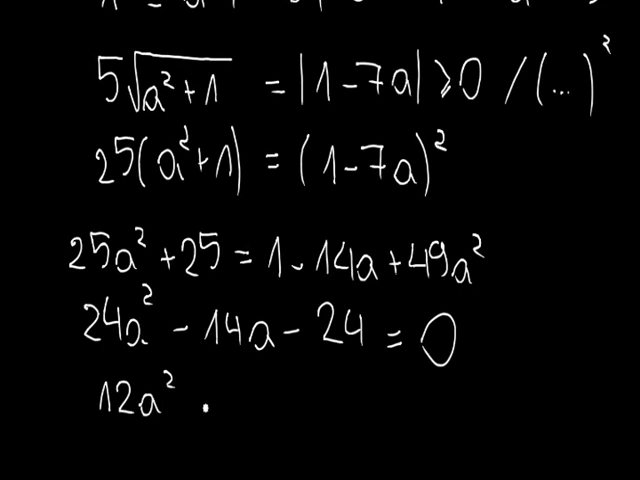 5√(a²+1) = |1-7a| ≥ 0 / (...)²
25(a²+1) = (1-7a)²
25a² + 25 = 1 - 14a + 49a²
24a² - 14a - 24 = 0
12a²